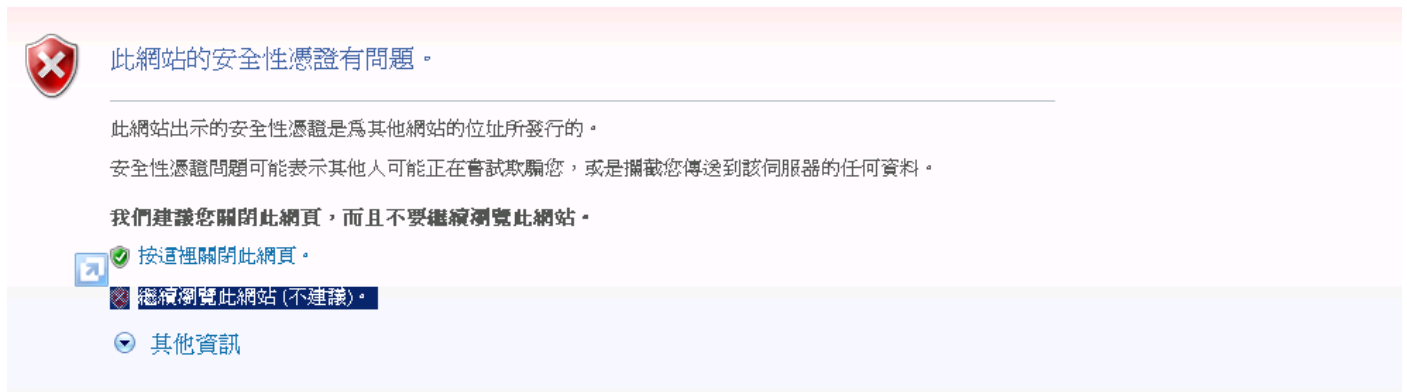 此網站的安全性憑證有問題。
此網站出示的安全性憑證是為其他網站的位址所發行的。
安全性憑證問題可能表示其他人可能正在嘗試欺騙您，或是攔截您傳送到該伺服器的任何資料。
我們建議您關閉此網頁，而且不要繼續瀏覽此網站。
按這裡關閉此網頁。
繼續瀏覽此網站 (不建議)。
其他資訊